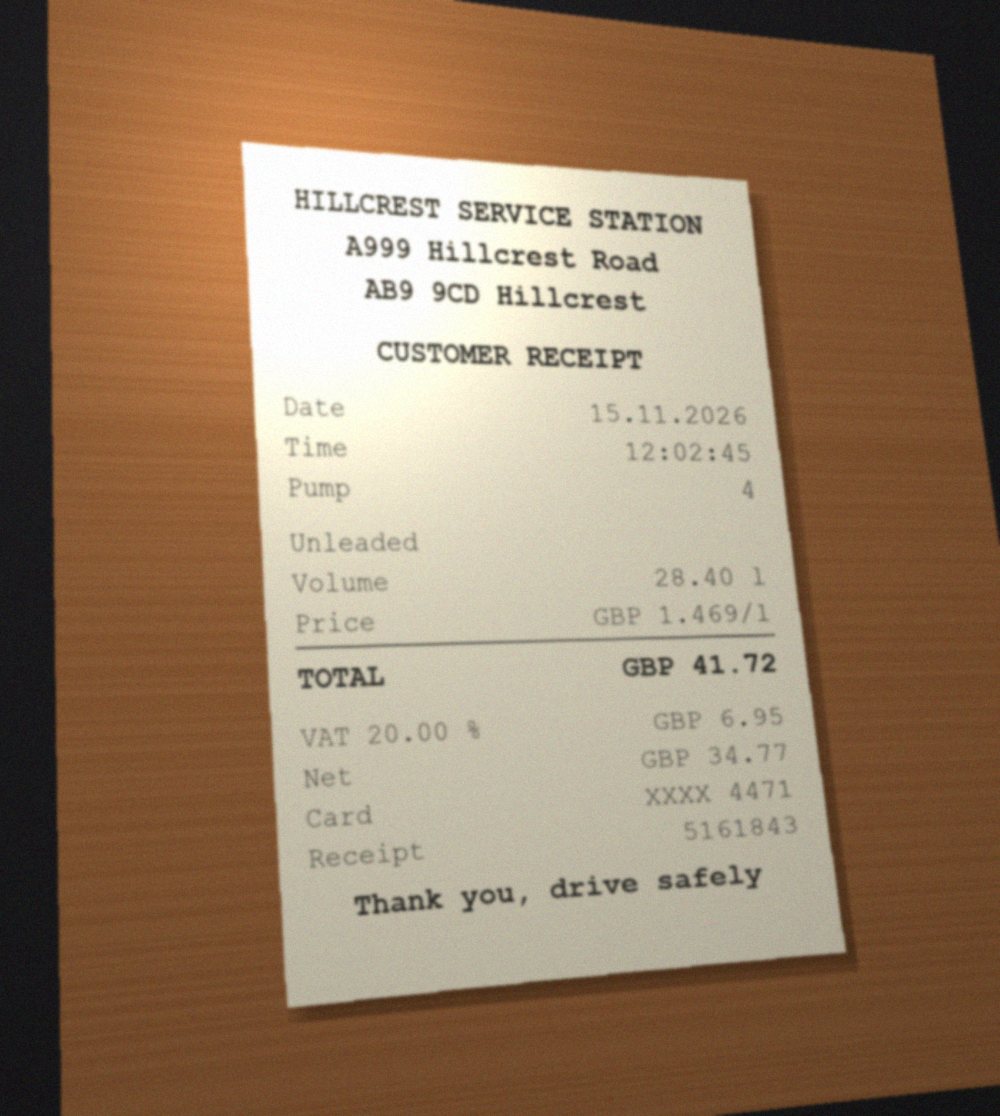 HILLCREST SERVICE STATION
A999 Hillcrest Road
AB9 9CD Hillcrest
CUSTOMER RECEIPT
Date 15.11.2026
Time 12:02:45
Pump 4
Unleaded
Volume 28.40 l
Price GBP 1.469/l
TOTAL GBP 41.72
VAT 20.00 % GBP 6.95
Net GBP 34.77
Card XXXX 4471
Receipt 5161843
Thank you, drive safely